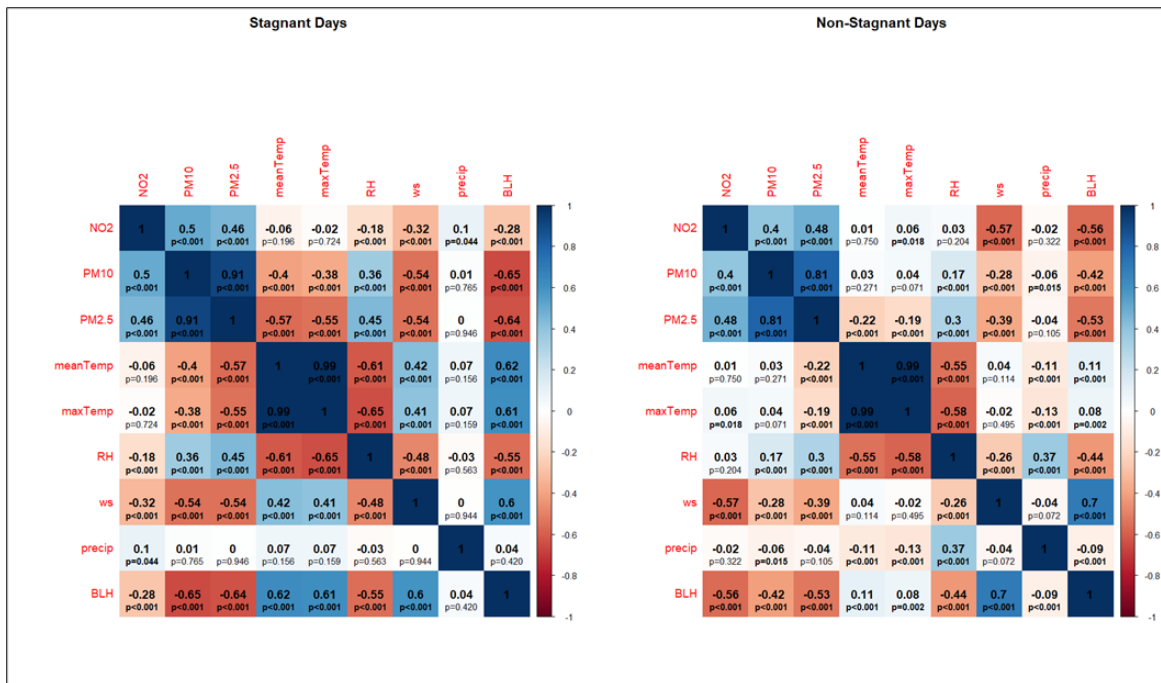 Stagnant Days
NO2 PM10 PM2.5 meanTemp maxTemp RH ws precip BLH
NO2 1 0.5 0.46 -0.06 -0.02 -0.18 -0.32 0.1 -0.28 1
p<0.001 p<0.001 p=0.196 p=0.724 p<0.001 p<0.001 p=0.044 p<0.001
0.8
PM10 0.5 1 0.91 -0.4 -0.38 0.36 -0.54 0.01 -0.65
p<0.001 p<0.001 p<0.001 p<0.001 p<0.001 p<0.001 p=0.765 p<0.001
0.6
PM2.5 0.46 0.91 1 -0.57 -0.55 0.45 -0.54 0 -0.64
p<0.001 p<0.001 p<0.001 p<0.001 p<0.001 p<0.001 p=0.946 p<0.001
0.4
meanTemp -0.06 -0.4 -0.57 1 0.99 -0.61 0.42 0.07 0.62
p=0.196 p<0.001 p<0.001 p<0.001 p<0.001 p<0.001 p=0.156 p<0.001
0.2
maxTemp -0.02 -0.38 -0.55 0.99 1 -0.65 0.41 0.07 0.61 0
p=0.724 p<0.001 p<0.001 p<0.001 p<0.001 p<0.001 p=0.159 p<0.001
-0.2
RH -0.18 0.36 0.45 -0.61 -0.65 1 -0.48 -0.03 -0.55
p<0.001 p<0.001 p<0.001 p<0.001 p<0.001 p<0.001 p=0.563 p<0.001
-0.4
ws -0.32 -0.54 -0.54 0.42 0.41 -0.48 1 0 0.6
p<0.001 p<0.001 p<0.001 p<0.001 p<0.001 p<0.001 p=0.944 p<0.001
-0.6
precip 0.1 0.01 0 0.07 0.07 -0.03 0 1 0.04
p=0.044 p=0.765 p=0.946 p=0.156 p=0.159 p=0.563 p=0.944 p=0.420
-0.8
BLH -0.28 -0.65 -0.64 0.62 0.61 -0.55 0.6 0.04 1
p<0.001 p<0.001 p<0.001 p<0.001 p<0.001 p<0.001 p<0.001 p=0.420
-1
Non-Stagnant Days
NO2 PM10 PM2.5 meanTemp maxTemp RH ws precip BLH
NO2 1 0.4 0.48 0.01 0.06 0.03 -0.57 -0.02 -0.56 1
p<0.001 p<0.001 p=0.750 p=0.018 p=0.204 p<0.001 p=0.322 p<0.001
0.8
PM10 0.4 1 0.81 0.03 0.04 0.17 -0.28 -0.06 -0.42
p<0.001 p<0.001 p=0.271 p=0.071 p<0.001 p<0.001 p=0.015 p<0.001
0.6
PM2.5 0.48 0.81 1 -0.22 -0.19 0.3 -0.39 -0.04 -0.53
p<0.001 p<0.001 p<0.001 p<0.001 p<0.001 p<0.001 p=0.105 p<0.001
0.4
meanTemp 0.01 0.03 -0.22 1 0.99 -0.55 0.04 -0.11 0.11
p=0.750 p=0.271 p<0.001 p<0.001 p<0.001 p=0.114 p<0.001 p<0.001
0.2
maxTemp 0.06 0.04 -0.19 0.99 1 -0.58 -0.02 -0.13 0.08 0
p=0.018 p=0.071 p<0.001 p<0.001 p<0.001 p=0.495 p<0.001 p=0.002
-0.2
RH 0.03 0.17 0.3 -0.55 -0.58 1 -0.26 0.37 -0.44
p=0.204 p<0.001 p<0.001 p<0.001 p<0.001 p<0.001 p<0.001 p<0.001
-0.4
ws -0.57 -0.28 -0.39 0.04 -0.02 -0.26 1 -0.04 0.7
p<0.001 p<0.001 p<0.001 p=0.114 p=0.495 p<0.001 p=0.072 p<0.001
-0.6
precip -0.02 -0.06 -0.04 -0.11 -0.13 0.37 -0.04 1 -0.09
p=0.322 p=0.015 p=0.105 p<0.001 p<0.001 p<0.001 p=0.072 p<0.001
-0.8
BLH -0.56 -0.42 -0.53 0.11 0.08 -0.44 0.7 -0.09 1
p<0.001 p<0.001 p<0.001 p<0.001 p=0.002 p<0.001 p<0.001 p<0.001
-1